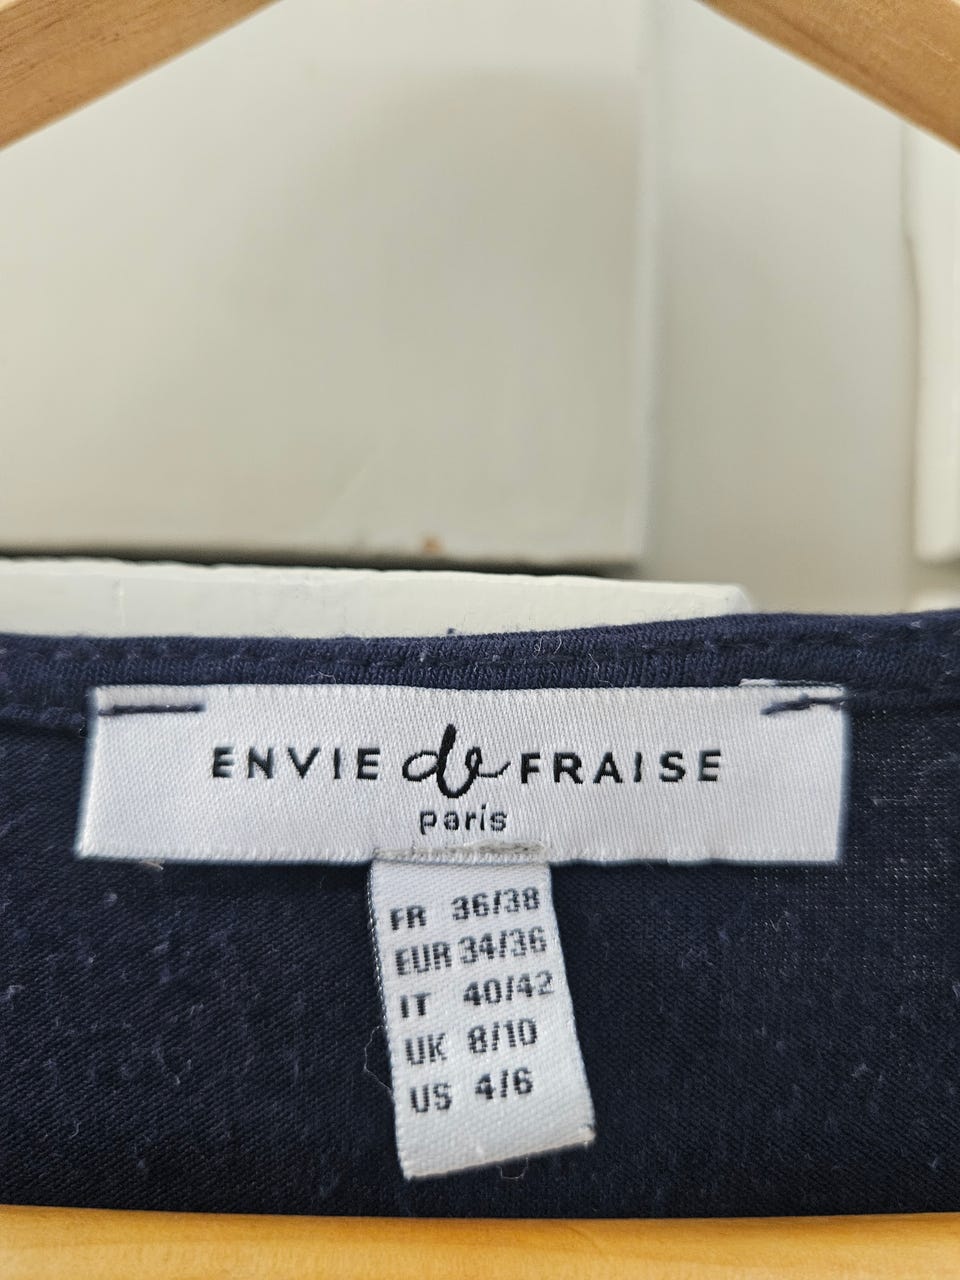 ENVIE de FRAISE
paris
FR 36/38
EUR 34/36
IT 40/42
UK 8/10
US 4/6